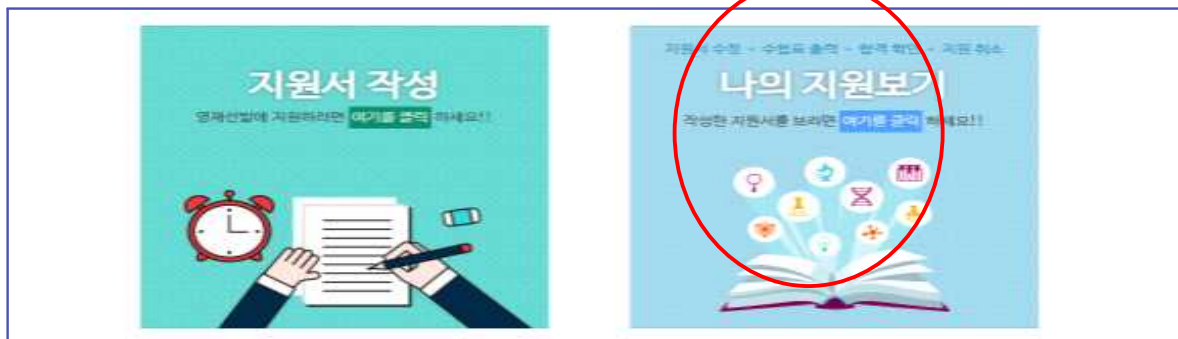 지원서 작성
영재선발에 지원하려면 여기를 클릭 하세요!!
지원서 수정 - 수험표 출력 - 합격 확인 - 지원 취소
나의 지원보기
작성한 지원서를 보려면 여기를 클릭 하세요!!